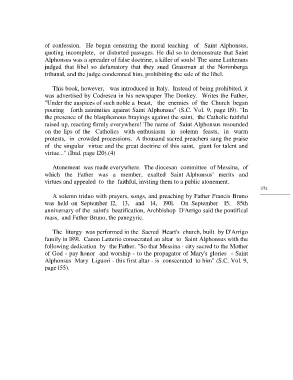 of confession. He began censuring the moral teaching of Saint Alphonsus,
quoting incomplete, or distorted passages. He did so to demonstrate that Saint
Alphonsus was a spreader of false doctrine, a killer of souls! The same Lutherans
judged that libel so defamatory that they sued Grassman at the Norimberga
tribunal, and the judge condemned him, prohibiting the sale of the libel.
This book, however, was introduced in Italy. Instead of being prohibited, it
was advertised by Codresca in his newspaper The Donkey. Writes the Father,
"Under the auspices of such noble a beast, the enemies of the Church began
pouring forth animosities against Saint Alphonsus" (S.C. Vol. 9, page 119). "In
the presence of the blasphemous brayings against the saint, the Catholic faithful
raised up, reacting firmly everywhere! The name of Saint Alphonsus resounded
on the lips of the Catholics with enthusiasm in solemn feasts, in warm
protests, in crowded processions. A thousand sacred preachers sang the praise
of the singular virtue and the great doctrine of this saint, giant for talent and
virtue..." (Ibid. page 120).(4)
Atonement was made everywhere. The diocesan committee of Messina, of
which the Father was a member, exalted Saint Alphonsus' merits and
virtues and appealed to the faithful, inviting them to a public atonement.
171
A solemn triduo with prayers, songs, and preaching by Father Francis Bruno
was held on September 12, 13, and 14, 1901. On September 15, 85th
anniversary of the saint's beatification, Archbishop D'Arrigo said the pontifical
mass, and Father Bruno, the panegyric.
The liturgy was performed in the Sacred Heart's church, built by D'Arrigo
family in 1891. Canon Letterio consecrated an altar to Saint Alphonsus with the
following dedication by the Father. "So that Messina - city sacred to the Mother
of God - pay honor and worship - to the propagator of Mary's glories - Saint
Alphonsus Mary Liguori - this first altar - is consecrated to him" (S.C. Vol. 9,
page 155).